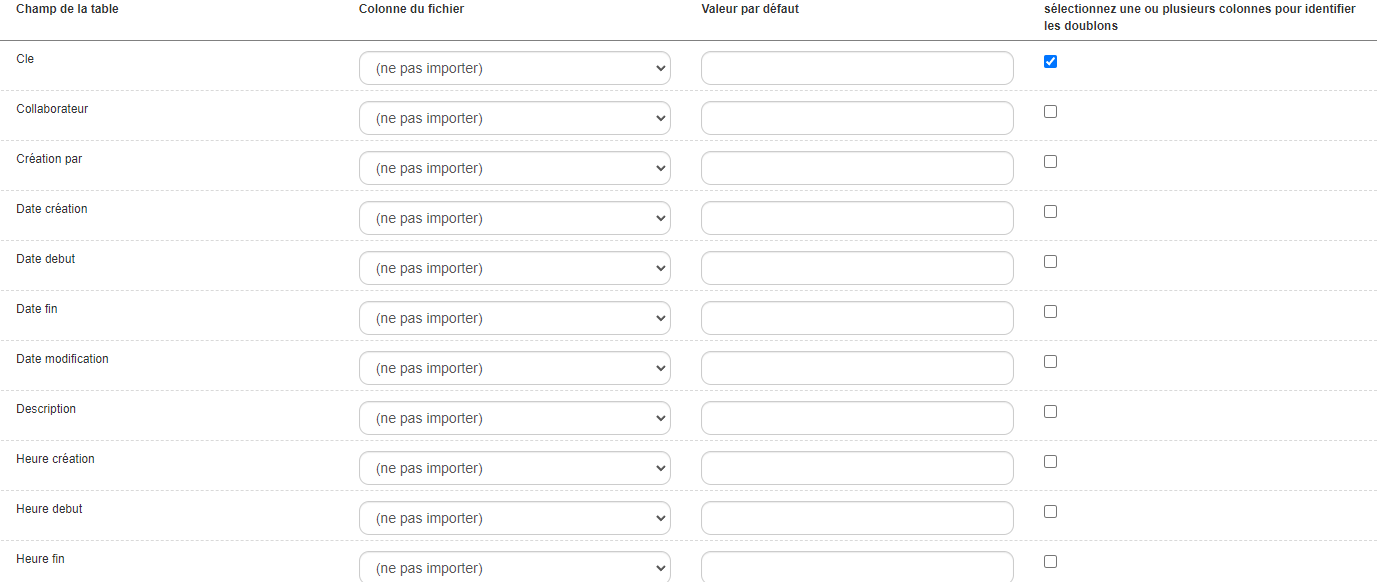 Champ de la table
Colonne du fichier
Valeur par défaut
sélectionnez une ou plusieurs colonnes pour identifier
les doublons
Cle
(ne pas importer)
Collaborateur
(ne pas importer)
Création par
(ne pas importer)
Date création
(ne pas importer)
Date debut
(ne pas importer)
Date fin
(ne pas importer)
Date modification
(ne pas importer)
Description
(ne pas importer)
Heure création
(ne pas importer)
Heure debut
(ne pas importer)
Heure fin
(ne pas importer)